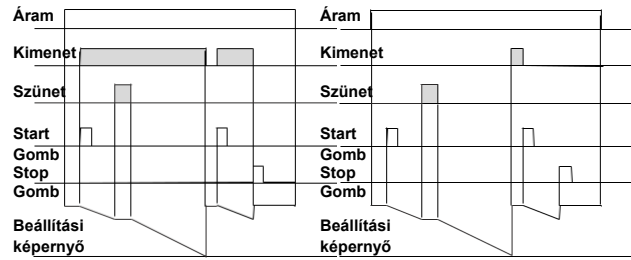 Áram
Kimenet
Szünet
Start
Gomb
Stop
Gomb
Beállítási
képernyő
Áram
Kimenet
Szünet
Start
Gomb
Stop
Gomb
Beállítási
képernyő